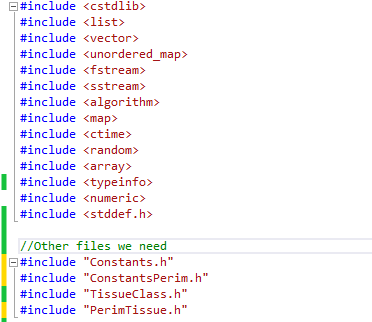 #include <cstdlib>
#include <list>
#include <vector>
#include <unordered_map>
#include <fstream>
#include <sstream>
#include <algorithm>
#include <map>
#include <ctime>
#include <random>
#include <array>
#include <typeinfo>
#include <numeric>
#include <stddef.h>
//Other files we need
#include "Constants.h"
#include "ConstantsPerim.h"
#include "TissueClass.h"
#include "PerimTissue.h"